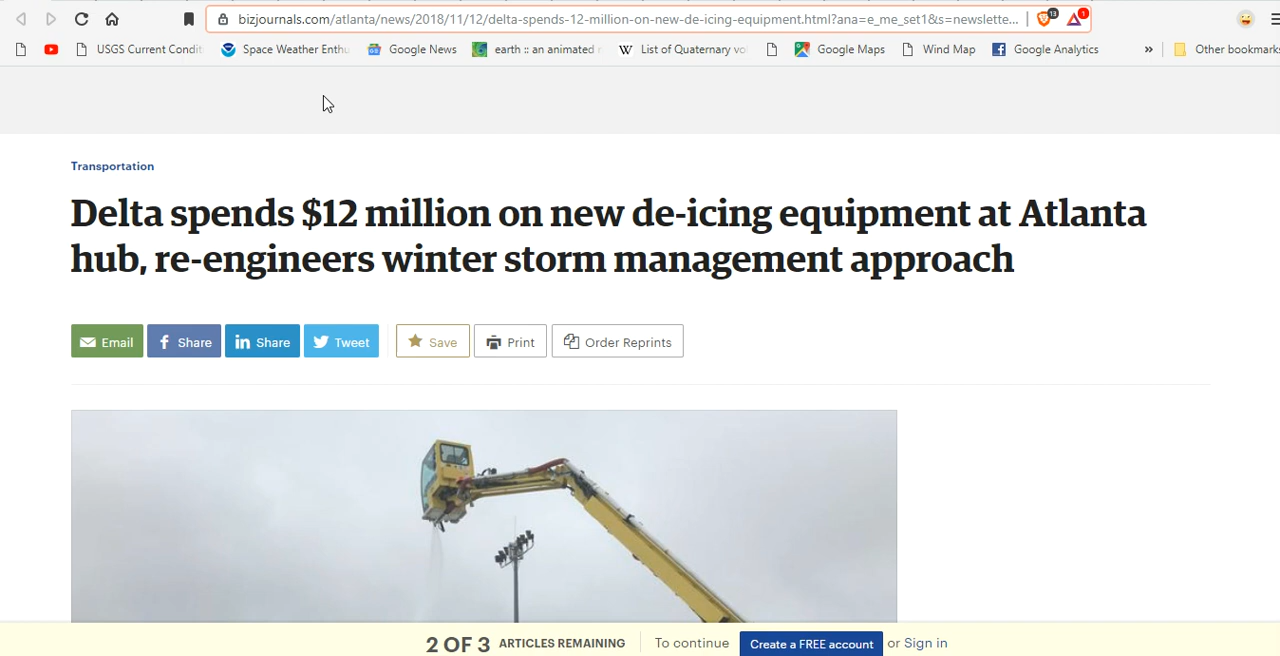 bizjournals.com/atlanta/news/2018/11/12/delta-spends-12-million-on-new-de-icing-equipment.html?ana=e_me_set1&s=newslette... 13 1
USGS Current Condit Space Weather Enthu Google News earth :: an animated W List of Quaternary vo Google Maps Wind Map Google Analytics » Other bookmarks
Transportation
Delta spends $12 million on new de-icing equipment at Atlanta
hub, re-engineers winter storm management approach
Email f Share in Share Tweet Save Print Order Reprints
2 OF 3 ARTICLES REMAINING To continue Create a FREE account or Sign in